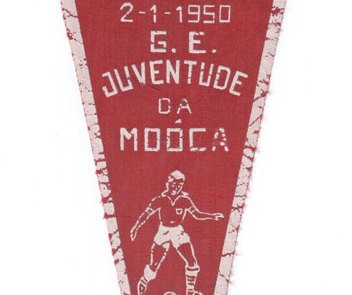 2-1-1950
G. E.
JUVENTUDE
DA
MOÓCA